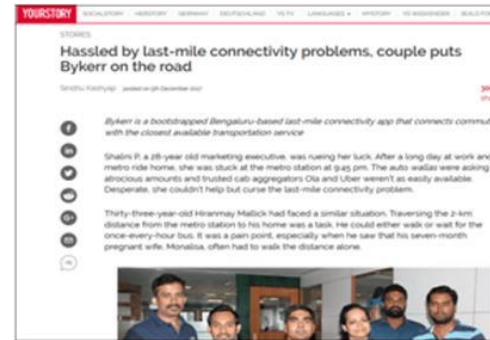 YOURSTORY SOCIALSTORY HERSTORY GERMANY DEUTSCHLAND YS TV LANGUAGES MYSTORY YS WEEKENDER
STORIES
Hassled by last-mile connectivity problems, couple puts
Bykerr on the road
Sindhu Kashyap posted on 5th December 2017
Bykerr is a bootstrapped Bengaluru-based last-mile connectivity app that connects commut
with the closest available transportation service
Shalini P, a 28-year old marketing executive, was rueing her luck. After a long day at work and
metro ride home, she was stuck at the metro station at 9:45 pm. The auto wallas were asking
atrocious amounts and trusted cab aggregators Ola and Uber weren't as easily available.
Desperate, she couldn't help but curse the last-mile connectivity problem.
Thirty-three-year-old Hiranmay Mallick had faced a similar situation. Traversing the 2-km
distance from the metro station to his home was a task. He could either walk or wait for the
once-every-hour bus. It was a pain point, especially when he saw that his seven-month
pregnant wife, Monalisa, often had to walk the distance alone.